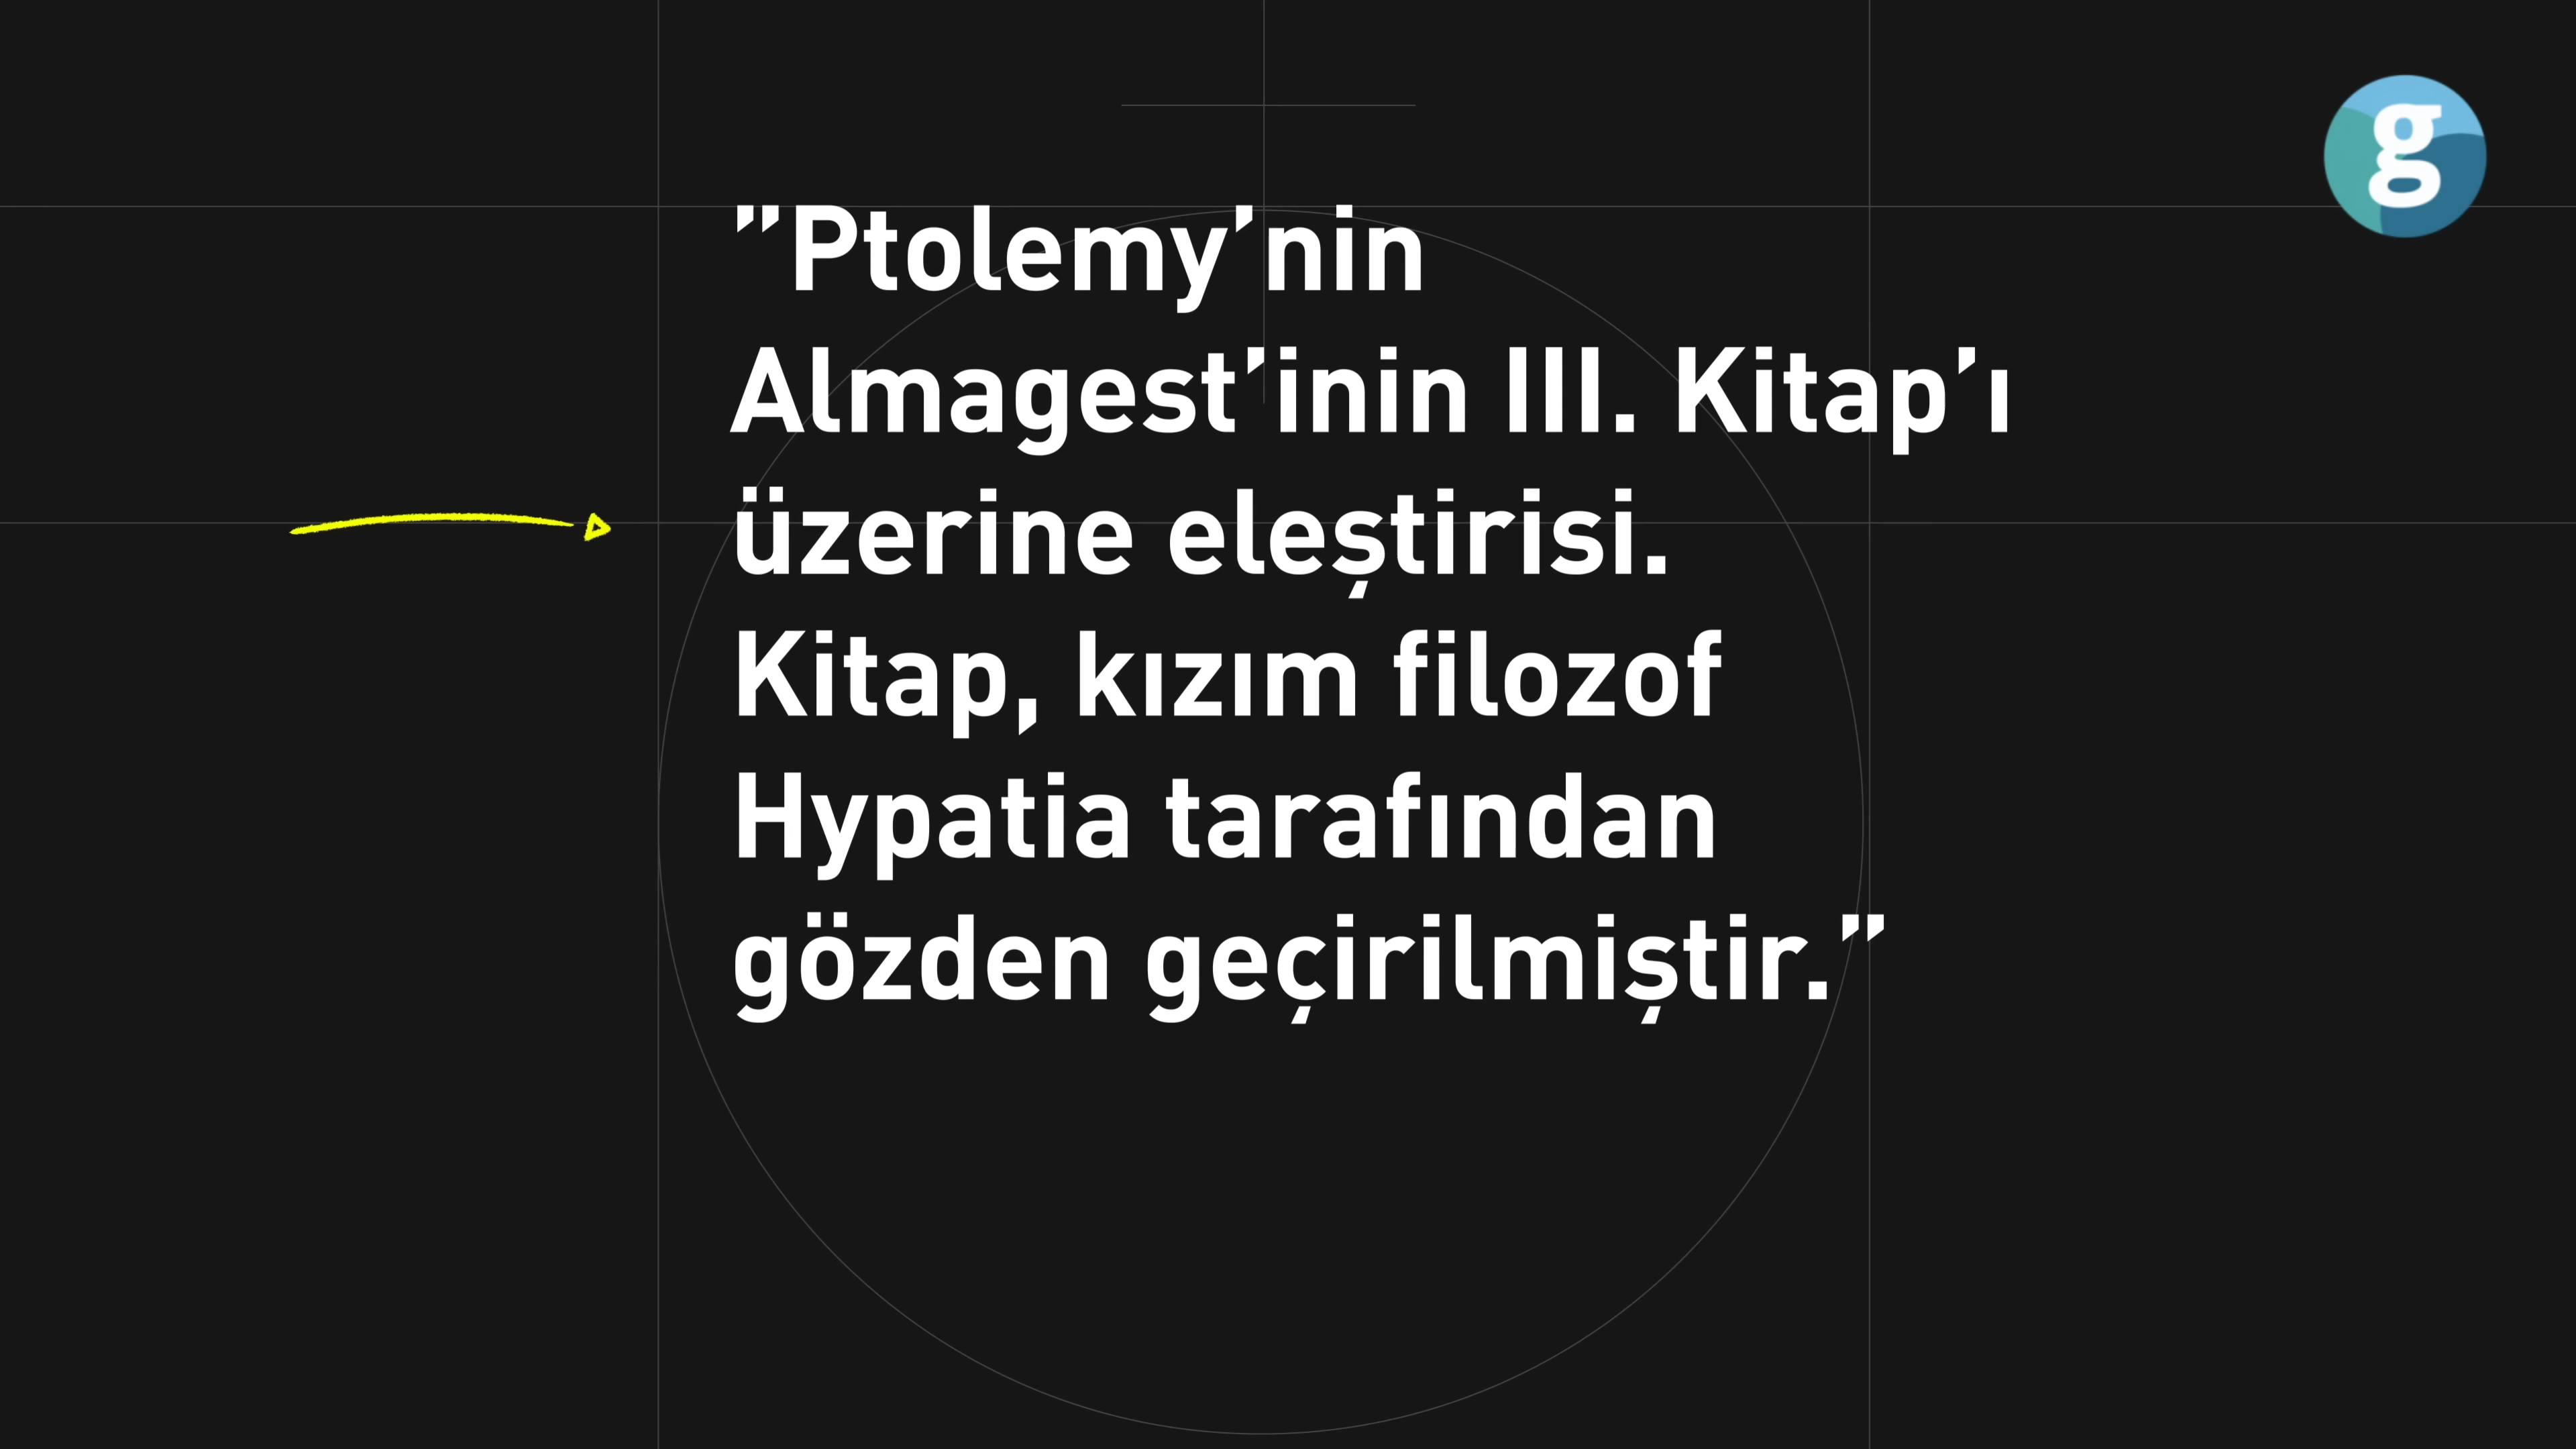 g
”Ptolemy’nin
Almagest’inin III. Kitap’ı
üzerine eleştirisi.
Kitap, kızım filozof
Hypatia tarafından
gözden geçirilmiştir.”